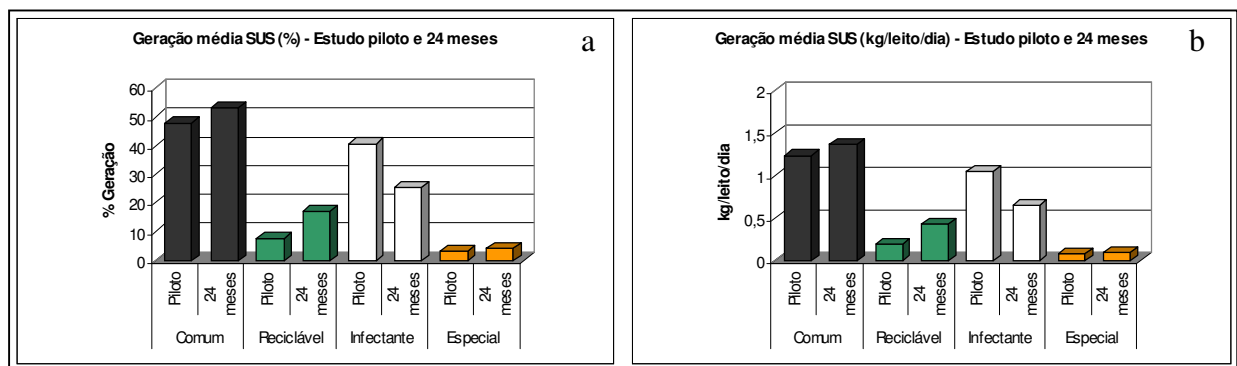 Geração média SUS (%) - Estudo piloto e 24 meses
a
% Geração
60
50
40
30
20
10
0
Piloto
24 meses
Piloto
24 meses
Piloto
24 meses
Piloto
24 meses
Comum
Reciclável
Infectante
Especial
Geração média SUS (kg/leito/dia) - Estudo piloto e 24 meses
b
kg/leito/dia
2
1,5
1
0,5
0
Piloto
24 meses
Piloto
24 meses
Piloto
24 meses
Piloto
24 meses
Comum
Reciclável
Infectante
Especial